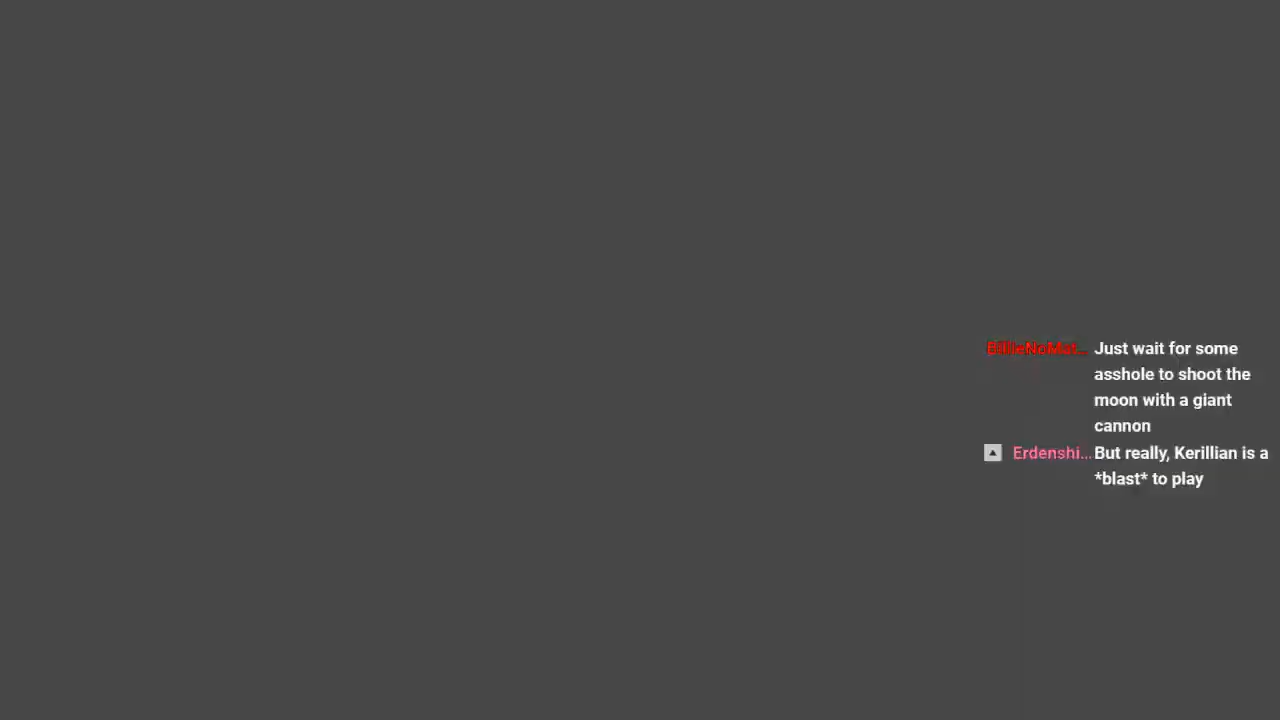 BillieNoMat... Just wait for some
asshole to shoot the
moon with a giant
cannon
Erdenshi... But really, Kerillian is a
*blast* to play